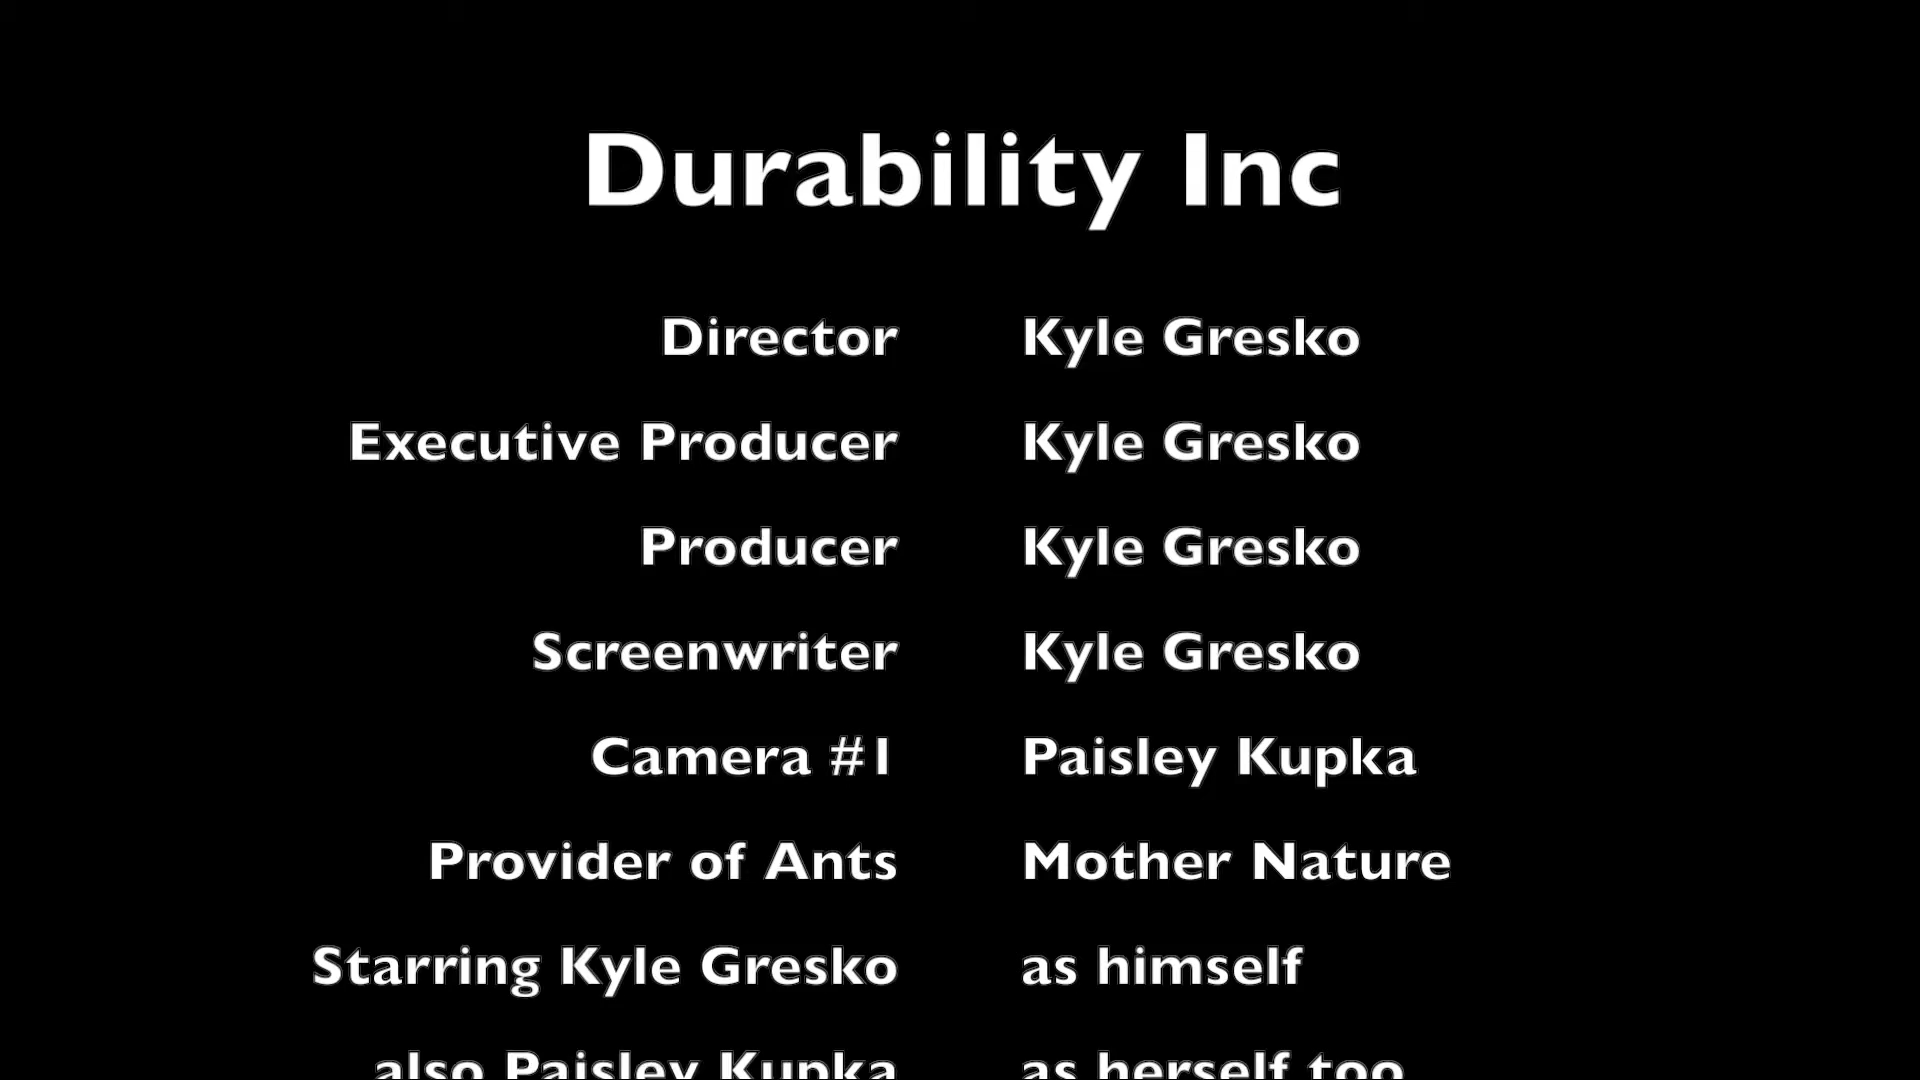 Durability Inc
Director Kyle Gresko
Executive Producer Kyle Gresko
Producer Kyle Gresko
Screenwriter Kyle Gresko
Camera #1 Paisley Kupka
Provider of Ants Mother Nature
Starring Kyle Gresko as himself
also Paisley Kupka as herself too